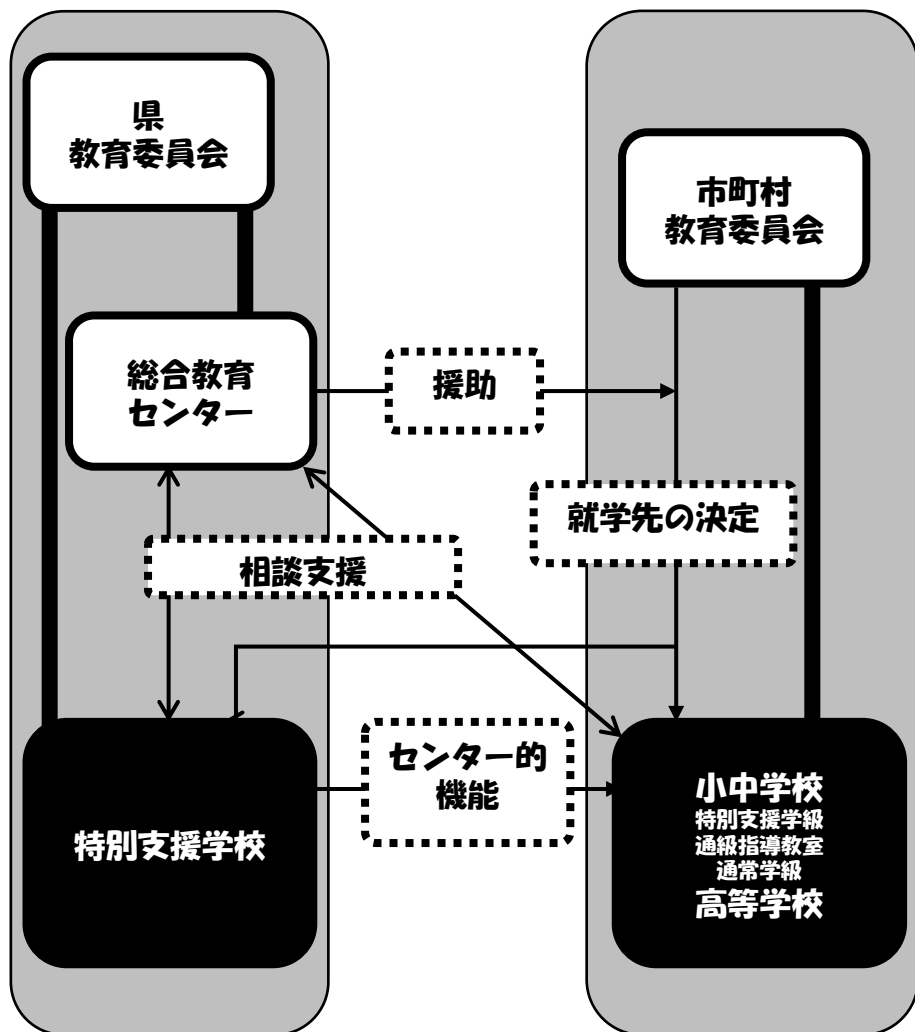 県
教育委員会
市町村
教育委員会
総合教育
センター
援助
就学先の決定
相談支援
センター的
機能
特別支援学校
小中学校
特別支援学級
通級指導教室
通常学級
高等学校